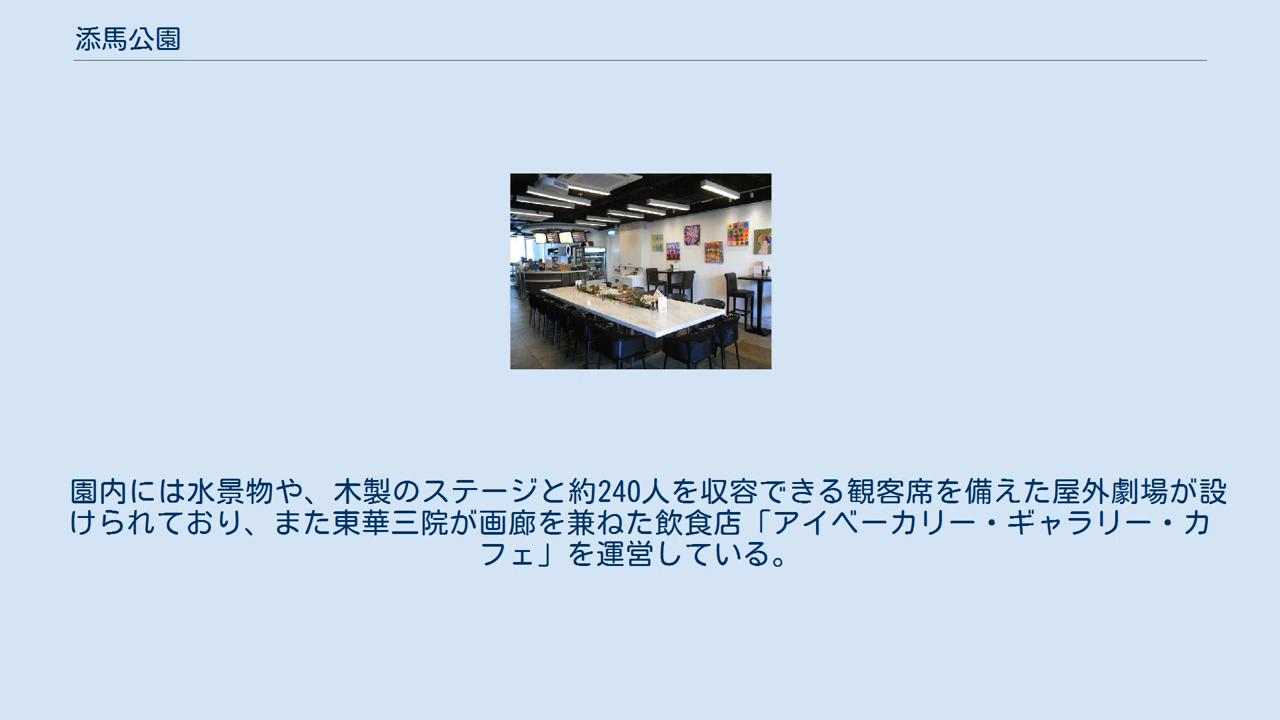 添馬公園
園内には水景物や、木製のステージと約240人を収容できる観客席を備えた屋外劇場が設
けられており、また東華三院が画廊を兼ねた飲食店「アイベーカリー・ギャラリー・カ
フェ」を運営している。